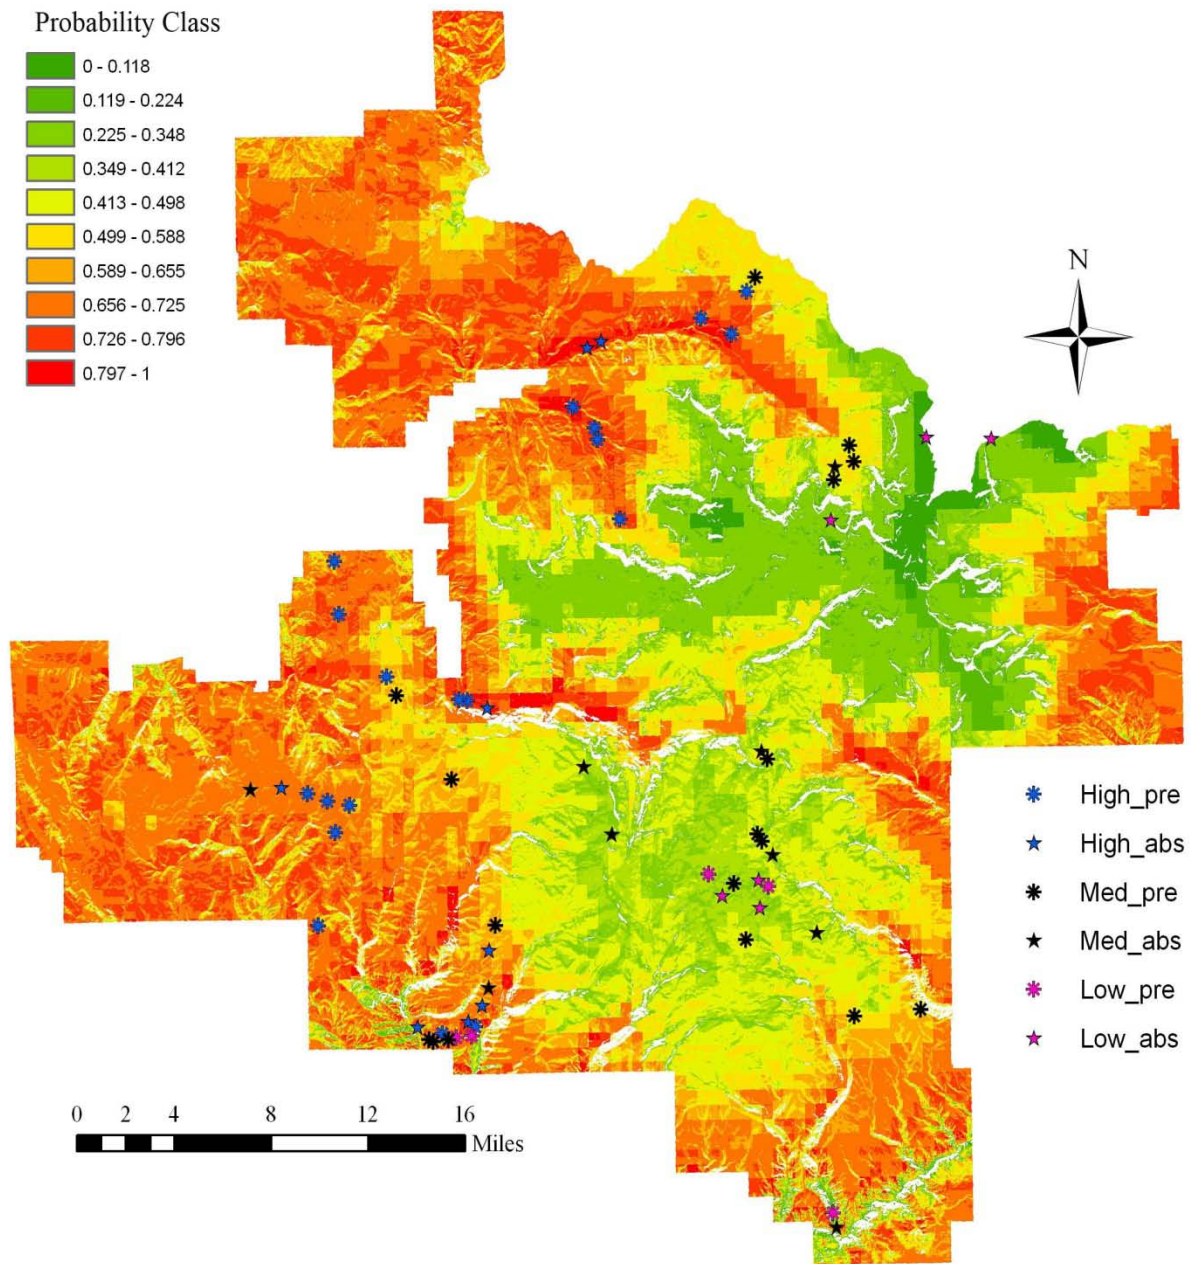 Probability Class
0 - 0.118
0.119 - 0.224
0.225 - 0.348
0.349 - 0.412
0.413 - 0.498
0.499 - 0.588
0.589 - 0.655
0.656 - 0.725
0.726 - 0.796
0.797 - 1
N
High_pre
High_abs
Med_pre
Med_abs
Low_pre
Low_abs
0 2 4 8 12 16
Miles